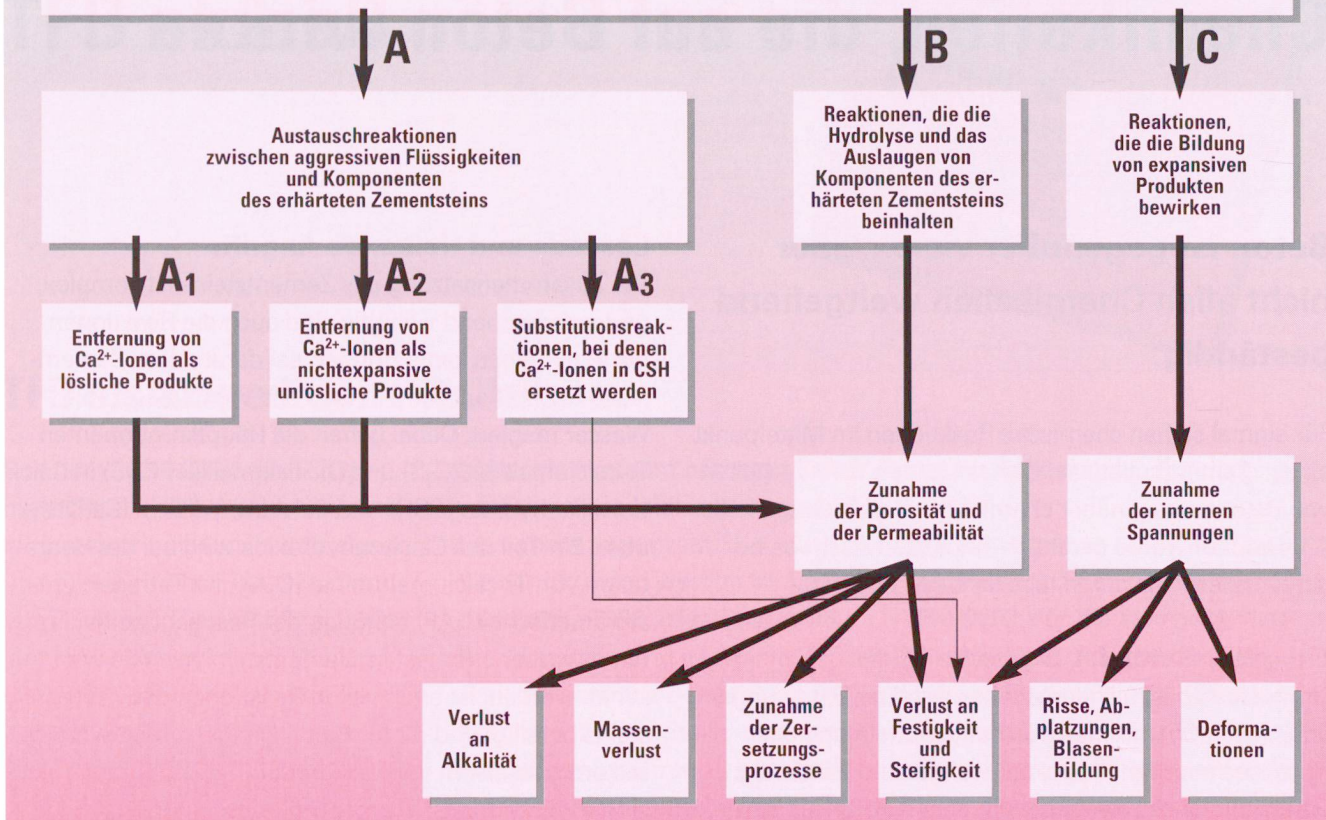 A
B
C
Austauschreaktionen
zwischen aggressiven Flüssigkeiten
und Komponenten
des erhärteten Zementsteins
Reaktionen, die die
Hydrolyse und das
Auslaugen von
Komponenten des er-
härteten Zementsteins
beinhalten
Reaktionen,
die die Bildung
von expansiven
Produkten
bewirken
A1
A2
A3
Entfernung von
Ca2+-Ionen als
lösliche Produkte
Entfernung von
Ca2+-Ionen als
nichtexpansive
unlösliche Produkte
Substitutionsreak-
tionen, bei denen
Ca2+-Ionen in CSH
ersetzt werden
Zunahme
der Porosität und
der Permeabilität
Zunahme
der internen
Spannungen
Verlust
an
Alkalität
Massen-
verlust
Zunahme
der Zer-
setzungs-
prozesse
Verlust an
Festigkeit
und
Steifigkeit
Risse, Ab-
platzungen,
Blasen-
bildung
Deforma-
tionen